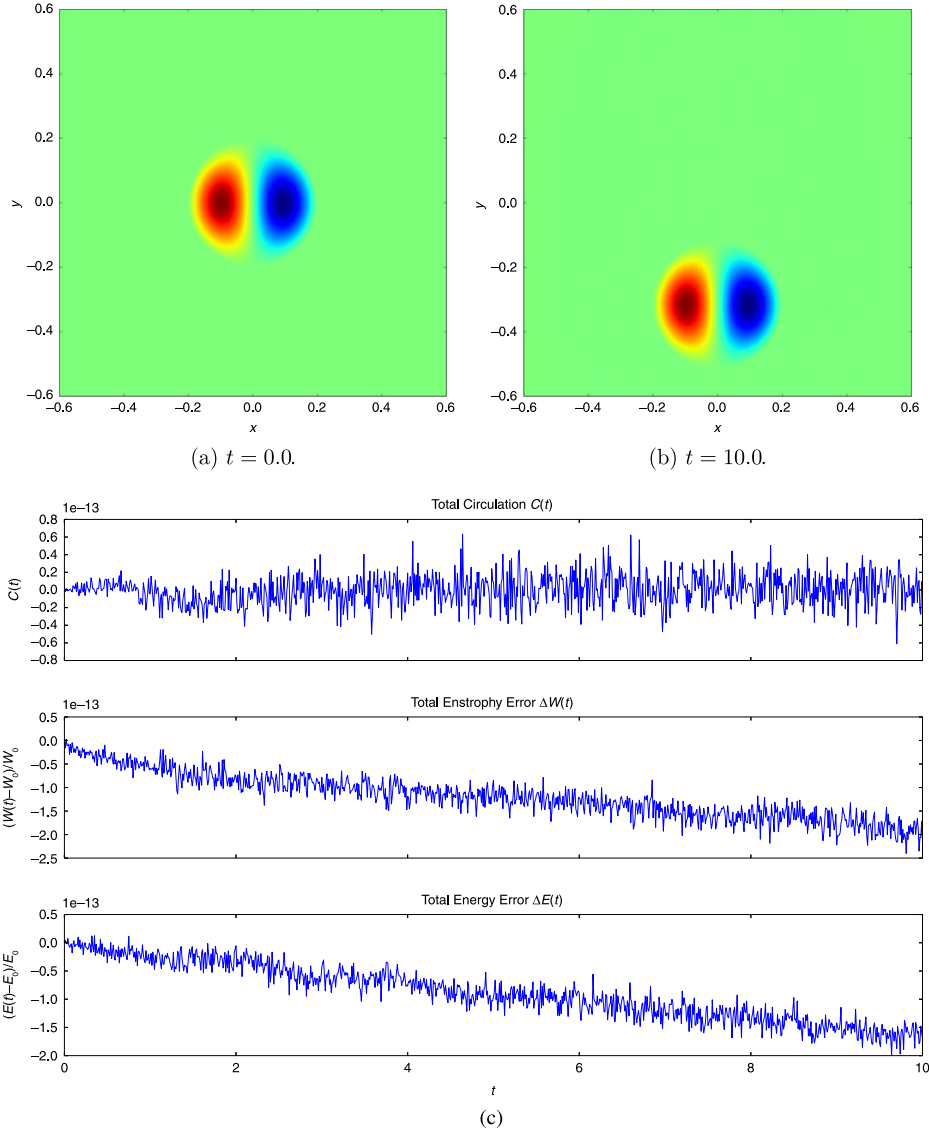 0.6
0.4
0.2
0.0
−0.2
−0.4
−0.6
y
−0.6 −0.4 −0.2 0.0 0.2 0.4 0.6
x
(a) t = 0.0.
0.6
0.4
0.2
0.0
−0.2
−0.4
−0.6
y
−0.6 −0.4 −0.2 0.0 0.2 0.4 0.6
x
(b) t = 10.0.
1e−13
Total Circulation C(t)
0.8
0.6
0.4
0.2
0.0
−0.2
−0.4
−0.6
−0.8
C(t)
1e−13
Total Enstrophy Error ΔW(t)
0.5
0.0
−0.5
−1.0
−1.5
−2.0
−2.5
(W(t)−W₀)/W₀
1e−13
Total Energy Error ΔE(t)
0.5
0.0
−0.5
−1.0
−1.5
2.0
(E(t)−E₀)/E₀
0 2 4 6 8 10
t
(c)